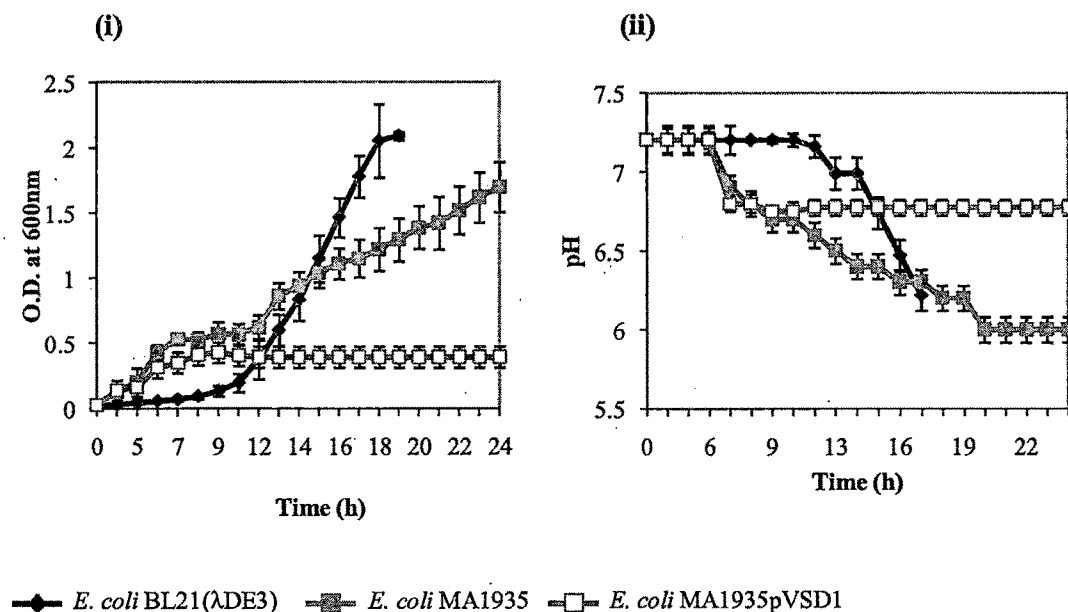 (i)
(ii)
O.D. at 600nm
2.5
2
1.5
1
0.5
0
0 5 7 9 11 12 14 16 18 20 22 24
Time (h)
pH
7.5
7
6.5
6
5.5
0 6 9 13 16 19 22
Time (h)
E. coli BL21(λDE3) E. coli MA1935 E. coli MA1935pVSD1